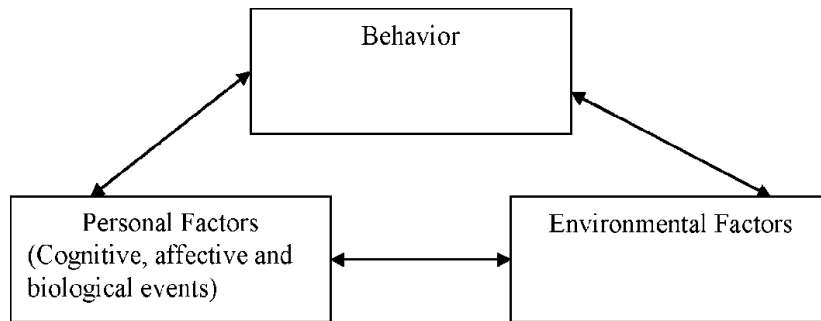 Behavior
Personal Factors
(Cognitive, affective and
biological events)
Environmental Factors